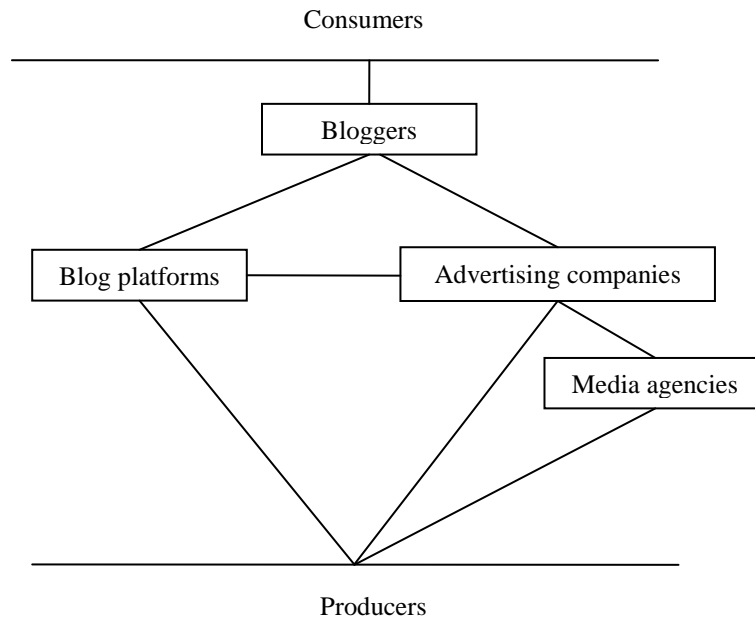 Consumers
Bloggers
Blog platforms
Advertising companies
Media agencies
Producers